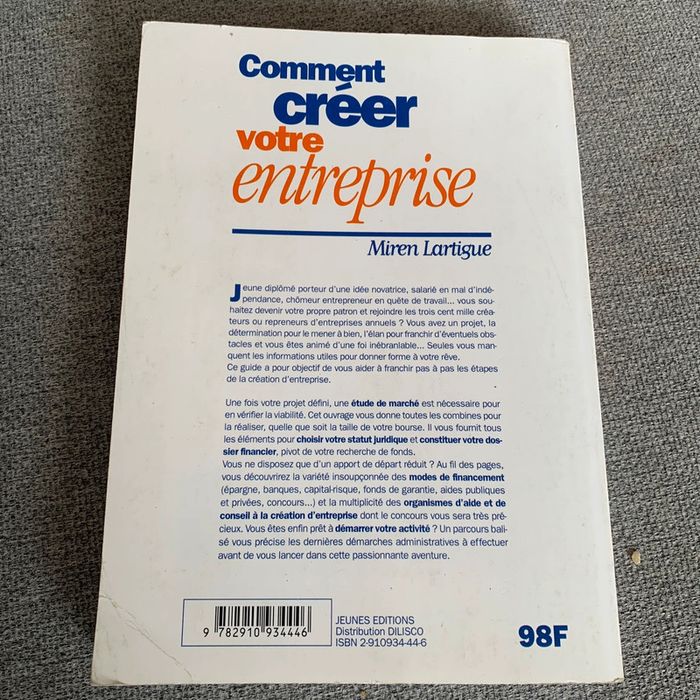 Comment
créer
votre
entreprise
Miren Lartigue
Jeune diplômé porteur d'une idée novatrice, salarié en mal d'indé-
pendance, chômeur entrepreneur en quête de travail... vous sou-
haitez devenir votre propre patron et rejoindre les trois cent mille créa-
teurs ou repreneurs d'entreprises annuels ? Vous avez un projet, la
détermination pour le mener à bien, l'élan pour franchir d'éventuels obs-
tacles et vous êtes animé d'une foi inébranlable... Seules vous man-
quent les informations utiles pour donner forme à votre rêve.
Ce guide a pour objectif de vous aider à franchir pas à pas les étapes
de la création d'entreprise.
Une fois votre projet défini, une étude de marché est nécessaire pour
en vérifier la viabilité. Cet ouvrage vous donne toutes les combines pour
la réaliser, quelle que soit la taille de votre bourse. Il vous fournit tous
les éléments pour choisir votre statut juridique et constituer votre dos-
sier financier, pivot de votre recherche de fonds.
Vous ne disposez que d'un apport de départ réduit ? Au fil des pages,
vous découvrirez la variété insoupçonnée des modes de financement
(épargne, banques, capital-risque, fonds de garantie, aides publiques
et privées, concours...) et la multiplicité des organismes d'aide et de
conseil à la création d'entreprise dont le concours vous sera très pré-
cieux. Vous êtes enfin prêt à démarrer votre activité ? Un parcours bali-
sé vous précise les dernières démarches administratives à effectuer
avant de vous lancer dans cette passionnante aventure.
9 782910 934446
JEUNES EDITIONS
Distribution DILISCO
ISBN 2-910934-44-6
98F